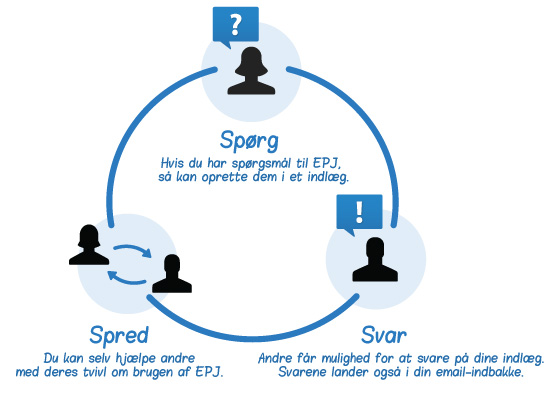 ?
Spørg
Hvis du har spørgsmål til EPJ,
så kan oprette dem i et indlæg.
!
Spred
Du kan selv hjælpe andre
med deres tvivl om brugen af EPJ.
Svar
Andre får mulighed for at svare på dine indlæg.
Svarene lander også i din email-indbakke.